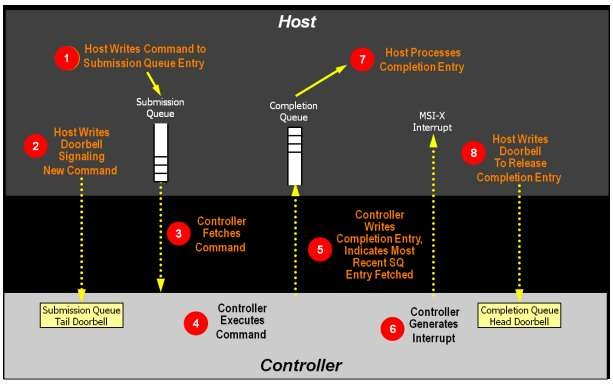 Host
1
Host Writes Command to
Submission Queue Entry
7
Host Processes
Completion Entry
Submission
Queue
Completion
Queue
MSI-X
Interrupt
2
Host Writes
Doorbell
Signaling
New Command
8
Host Writes
Doorbell
To Release
Completion Entry
3
Controller
Fetches
Command
5
Controller
Writes
Completion Entry,
Indicates Most
Recent SQ
Entry Fetched
Submission Queue
Tail Doorbell
4
Controller
Executes
Command
6
Controller
Generates
Interrupt
Completion Queue
Head Doorbell
Controller